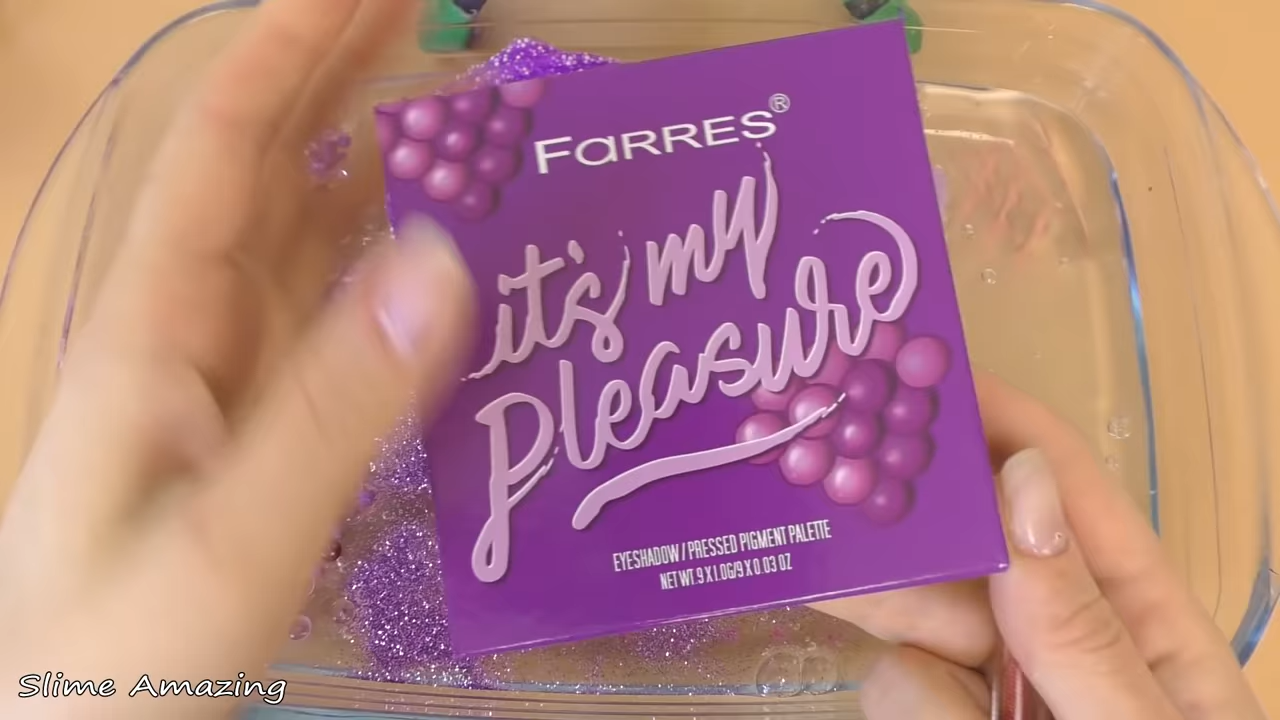 FARRES®
it's my
pleasure
EYESHADOW / PRESSED PIGMENT PALETTE
NET WT. 9 X 1.0G/9 X 0.03 OZ
Slime Amazing